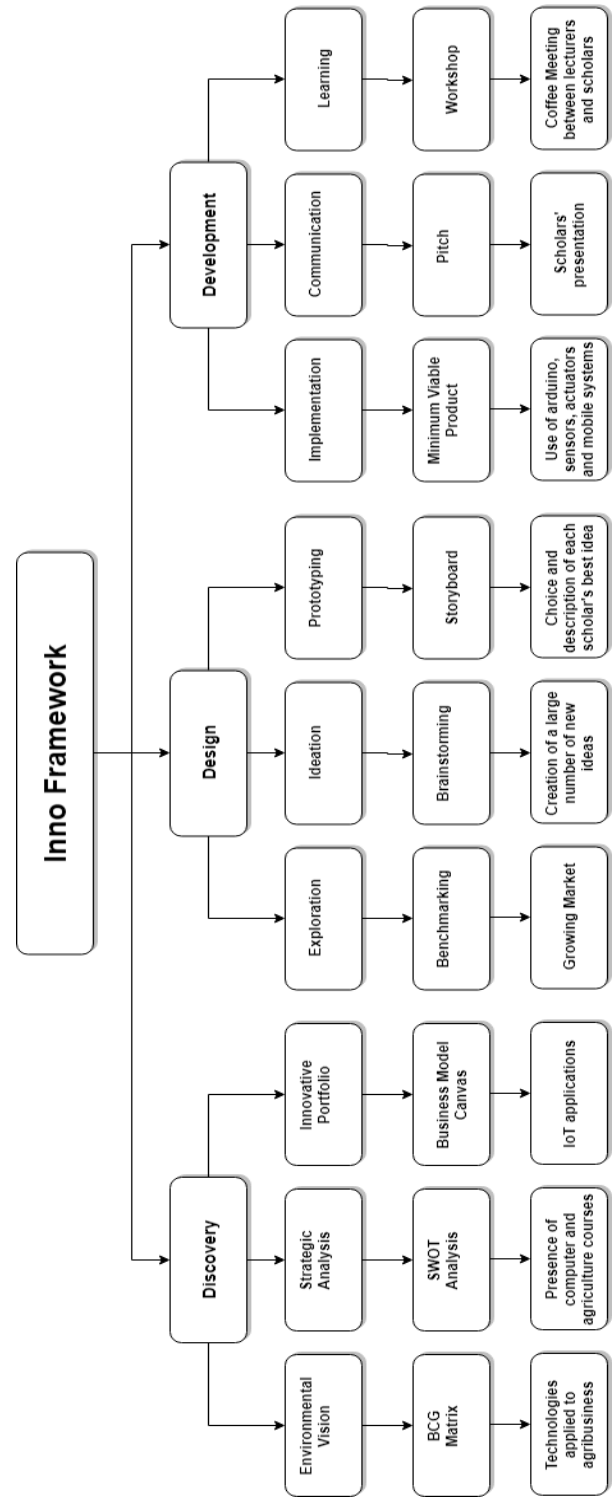 Inno Framework
Discovery
Design
Development
Environmental
Vision
Strategic
Analysis
Innovative
Portfolio
Exploration
Ideation
Prototyping
Implementation
Communication
Learning
BCG
Matrix
SWOT
Analysis
Business Model
Canvas
Benchmarking
Brainstorming
Storyboard
Minimum Viable
Product
Pitch
Workshop
Technologies
applied to
agribusiness
Presence of
computer and
agriculture courses
IoT applications
Growing Market
Creation of a large
number of new
ideas
Choice and
description of each
scholar's best idea
Use of arduino,
sensors, actuators
and mobile systems
Scholars'
presentation
Coffee Meeting
between lecturers
and scholars